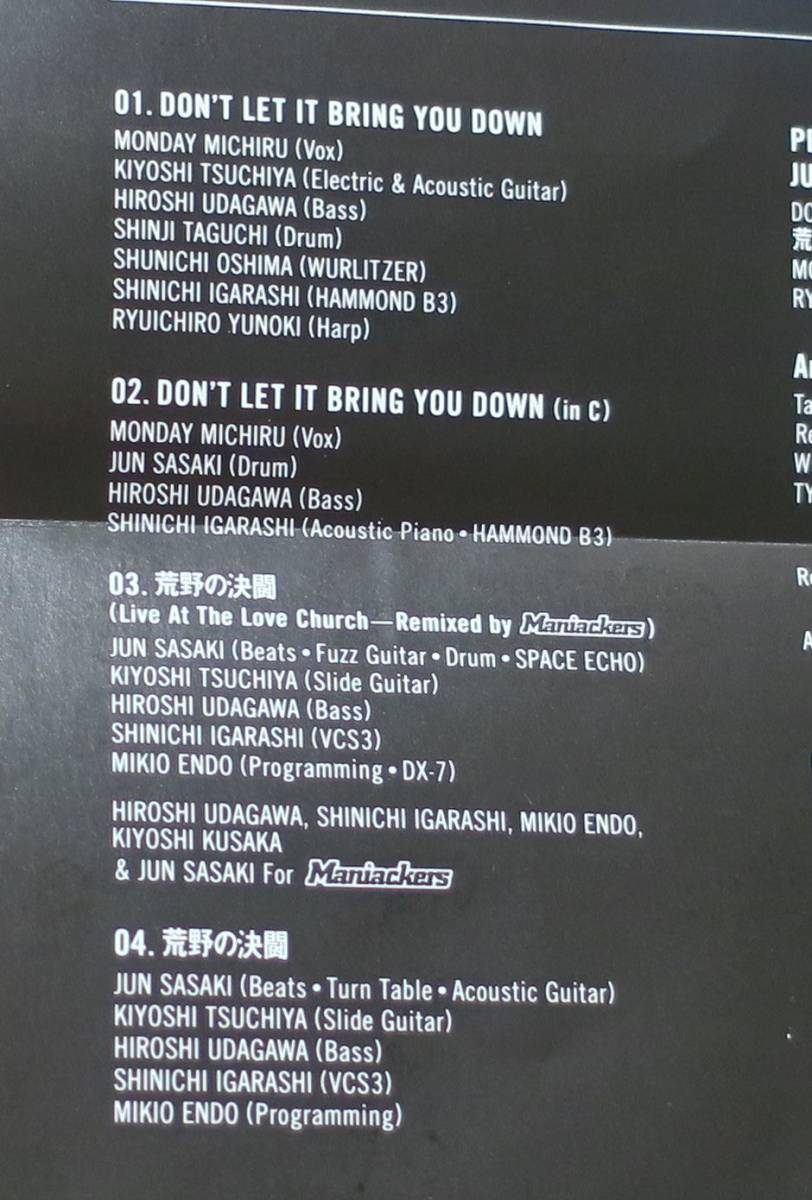 01. DON'T LET IT BRING YOU DOWN
MONDAY MICHIRU (Vox)
KIYOSHI TSUCHIYA (Electric & Acoustic Guitar)
HIROSHI UDAGAWA (Bass)
SHINJI TAGUCHI (Drum)
SHUNICHI OSHIMA (WURLITZER)
SHINICHI IGARASHI (HAMMOND B3)
RYUICHIRO YUNOKI (Harp)
02. DON'T LET IT BRING YOU DOWN (in C)
MONDAY MICHIRU (Vox)
JUN SASAKI (Drum)
HIROSHI UDAGAWA (Bass)
SHINICHI IGARASHI (Acoustic Piano • HAMMOND B3)
03. 荒野の決闘
(Live At The Love Church—Remixed by Maniackers)
JUN SASAKI (Beats • Fuzz Guitar • Drum • SPACE ECHO)
KIYOSHI TSUCHIYA (Slide Guitar)
HIROSHI UDAGAWA (Bass)
SHINICHI IGARASHI (VCS3)
MIKIO ENDO (Programming • DX-7)
HIROSHI UDAGAWA, SHINICHI IGARASHI, MIKIO ENDO,
KIYOSHI KUSAKA
& JUN SASAKI For Maniackers
04. 荒野の決闘
JUN SASAKI (Beats • Turn Table • Acoustic Guitar)
KIYOSHI TSUCHIYA (Slide Guitar)
HIROSHI UDAGAWA (Bass)
SHINICHI IGARASHI (VCS3)
MIKIO ENDO (Programming)